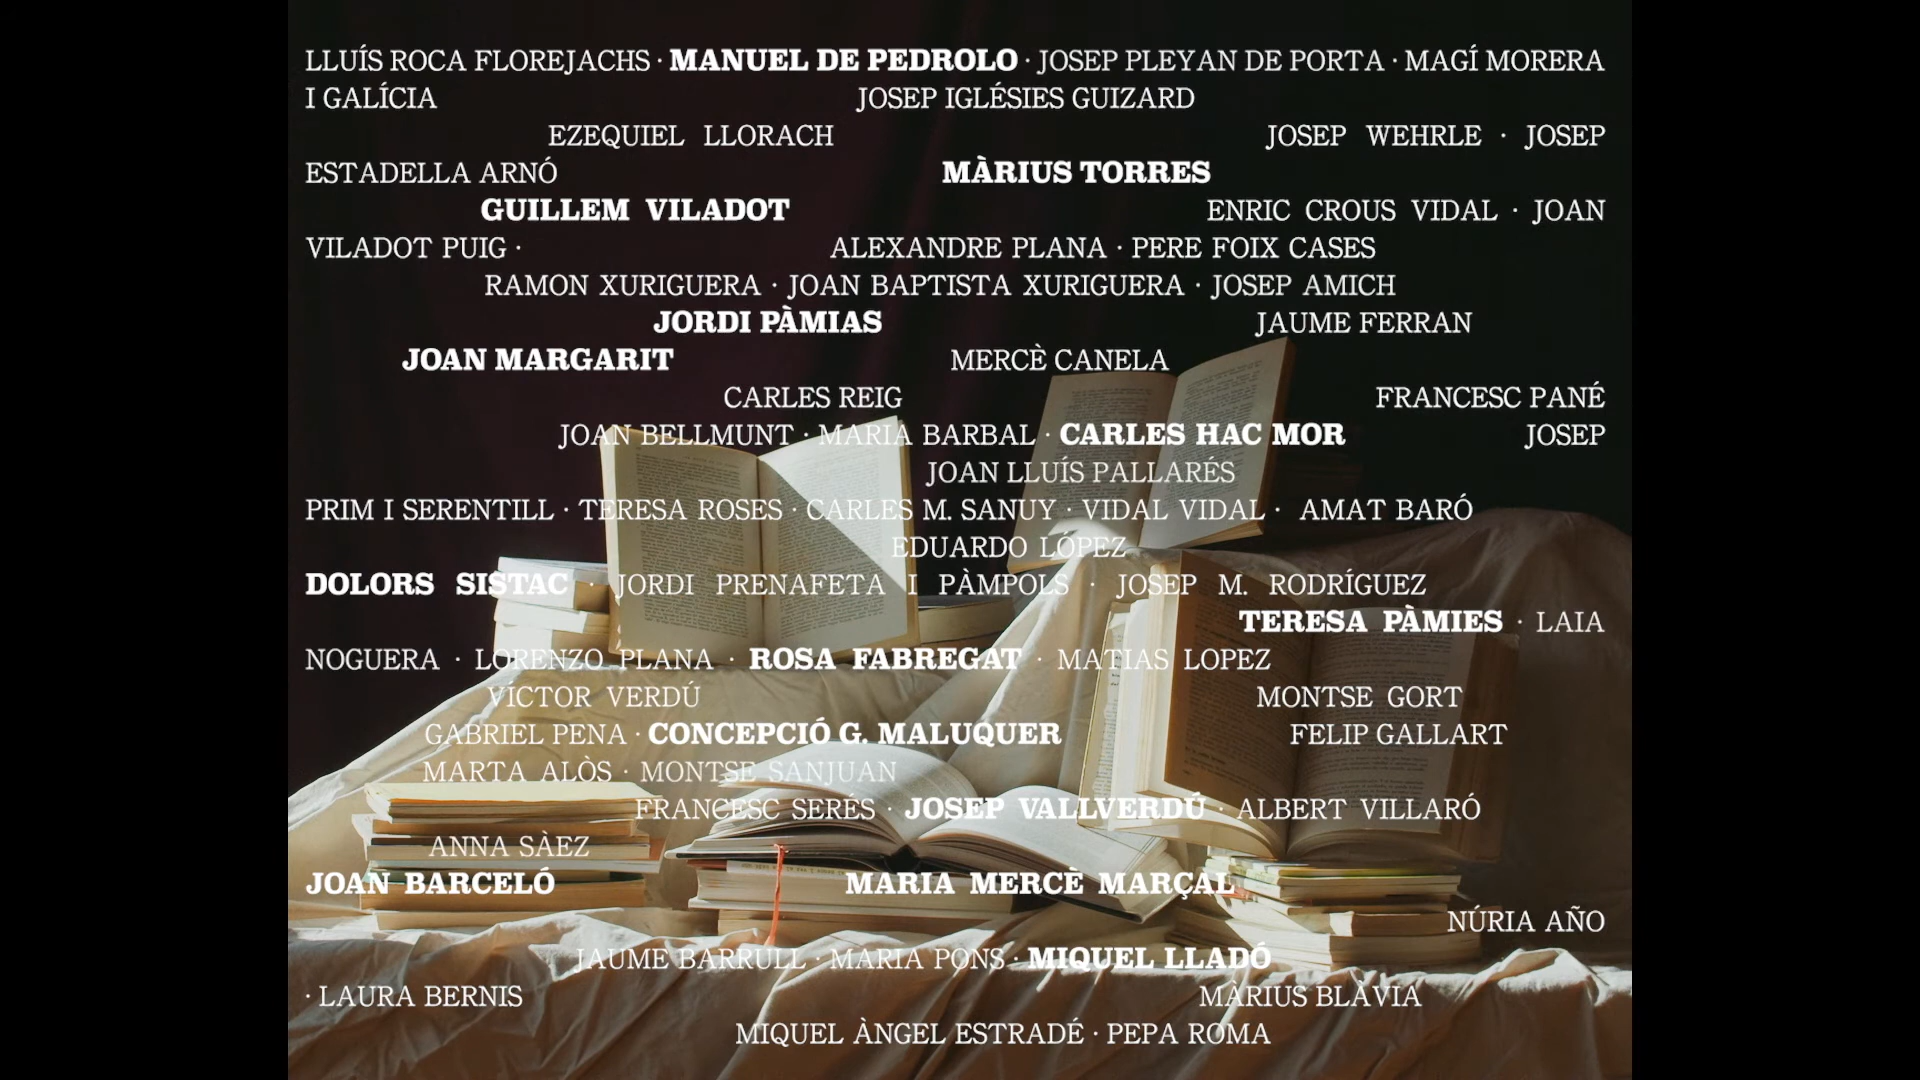 LLUÍS ROCA FLOREJACHS · MANUEL DE PEDROLO · JOSEP PLEYAN DE PORTA · MAGÍ MORERA
I GALÍCIA JOSEP IGLÉSIES GUIZARD
EZEQUIEL LLORACH JOSEP WEHRLE · JOSEP
ESTADELLA ARNÓ MÀRIUS TORRES
GUILLEM VILADOT ENRIC CROUS VIDAL · JOAN
VILADOT PUIG · ALEXANDRE PLANA · PERE FOIX CASES
RAMON XURIGUERA · JOAN BAPTISTA XURIGUERA · JOSEP AMICH
JORDI PÀMIAS JAUME FERRAN
JOAN MARGARIT MERCÈ CANELA
CARLES REIG FRANCESC PANÉ
JOAN BELLMUNT · MARIA BARBAL · CARLES HAC MOR JOSEP
JOAN LLUÍS PALLARÉS
PRIM I SERENTILL · TERESA ROSES · CARLES M. SANUY · VIDAL VIDAL · AMAT BARÓ
EDUARDO LÓPEZ
DOLORS SISTAC · JORDI PRENAFETA I PÀMPOLS · JOSEP M. RODRÍGUEZ
TERESA PÀMIES · LAIA
NOGUERA · LORENZO PLANA · ROSA FABREGAT · MATIAS LOPEZ
VÍCTOR VERDÚ MONTSE GORT
GABRIEL PENA · CONCEPCIÓ G. MALUQUER FELIP GALLART
MARTA ALÒS · MONTSE SANJUAN
FRANCESC SERÉS · JOSEP VALLVERDÚ · ALBERT VILLARÓ
ANNA SÀEZ
JOAN BARCELÓ MARIA MERCÈ MARÇAL
NÚRIA AÑO
JAUME BARRULL · MARIA PONS · MIQUEL LLADÓ
· LAURA BERNIS MÀRIUS BLÀVIA
MIQUEL ÀNGEL ESTRADÉ · PEPA ROMA